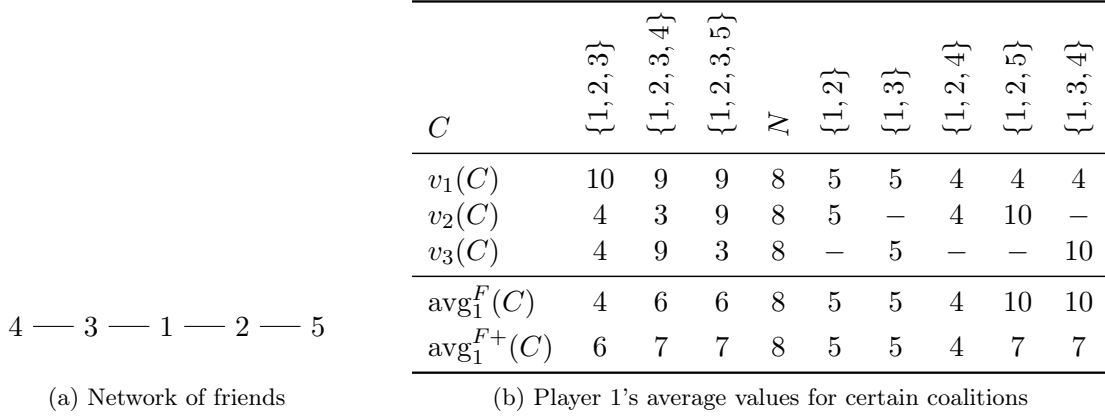 4 — 3 — 1 — 2 — 5
(a) Network of friends
C {1, 2, 3} {1, 2, 3, 4} {1, 2, 3, 5} N {1, 2} {1, 3} {1, 2, 4} {1, 2, 5} {1, 3, 4}
v₁(C) 10 9 9 8 5 5 4 4 4
v₂(C) 4 3 9 8 5 − 4 10 −
v₃(C) 4 9 3 8 − 5 − − 10
avg₁^F(C) 4 6 6 8 5 5 4 10 10
avg₁^{F+}(C) 6 7 7 8 5 5 4 7 7
(b) Player 1's average values for certain coalitions